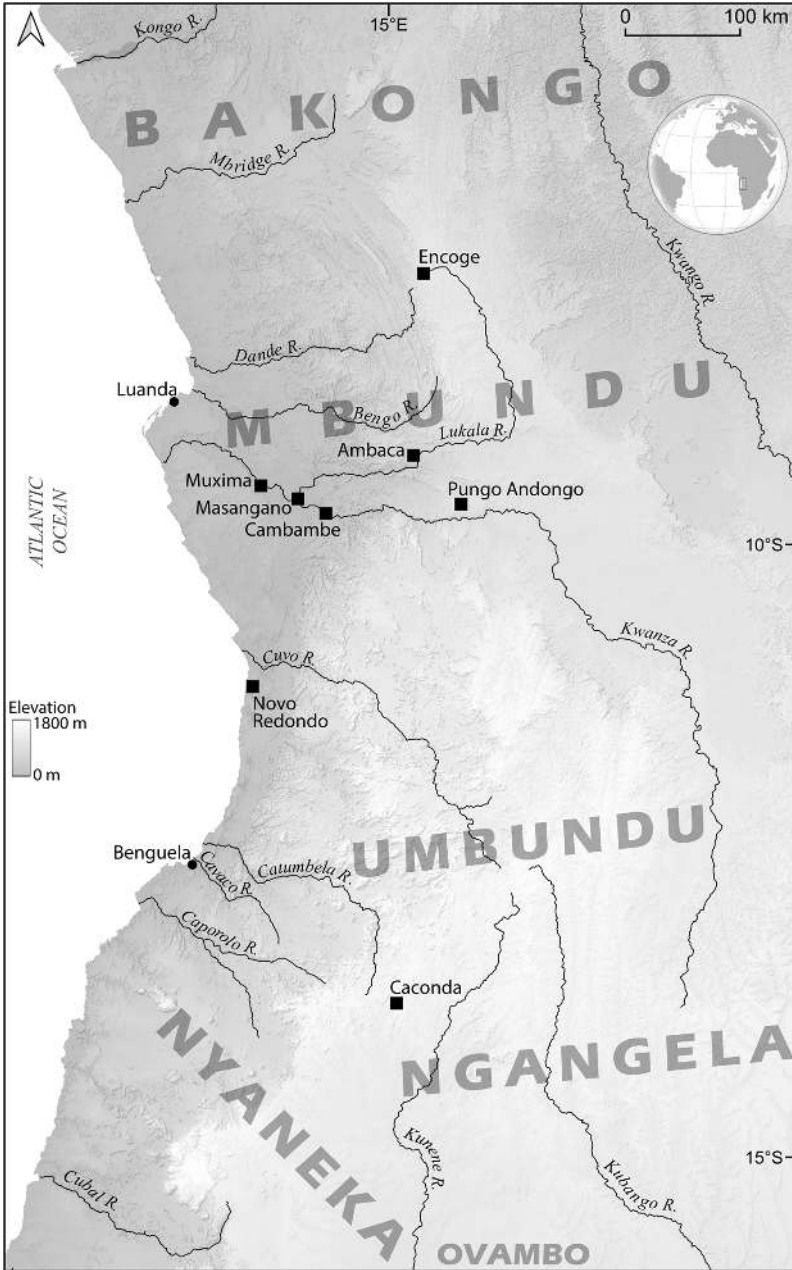 Kongo R.
15°E
0 100 km
BAKONGO
Mbridge R.
Kwango R.
Encoge
Dande R.
Luanda
MBUNDU
Bengo R.
Lukala R.
Ambaca
Muxima
Masangano
Cambambe
Pungo Andongo
ATLANTIC
OCEAN
10°S
Kwanza R.
Cuvo R.
Novo
Redondo
Elevation
1800 m
0 m
UMBUNDU
Benguela
Cavaco R.
Catumbela R.
Caporolo R.
Caconda
NYANEKA
NGANGELA
Kunene R.
15°S
Kubango R.
Cubal R.
OVAMBO